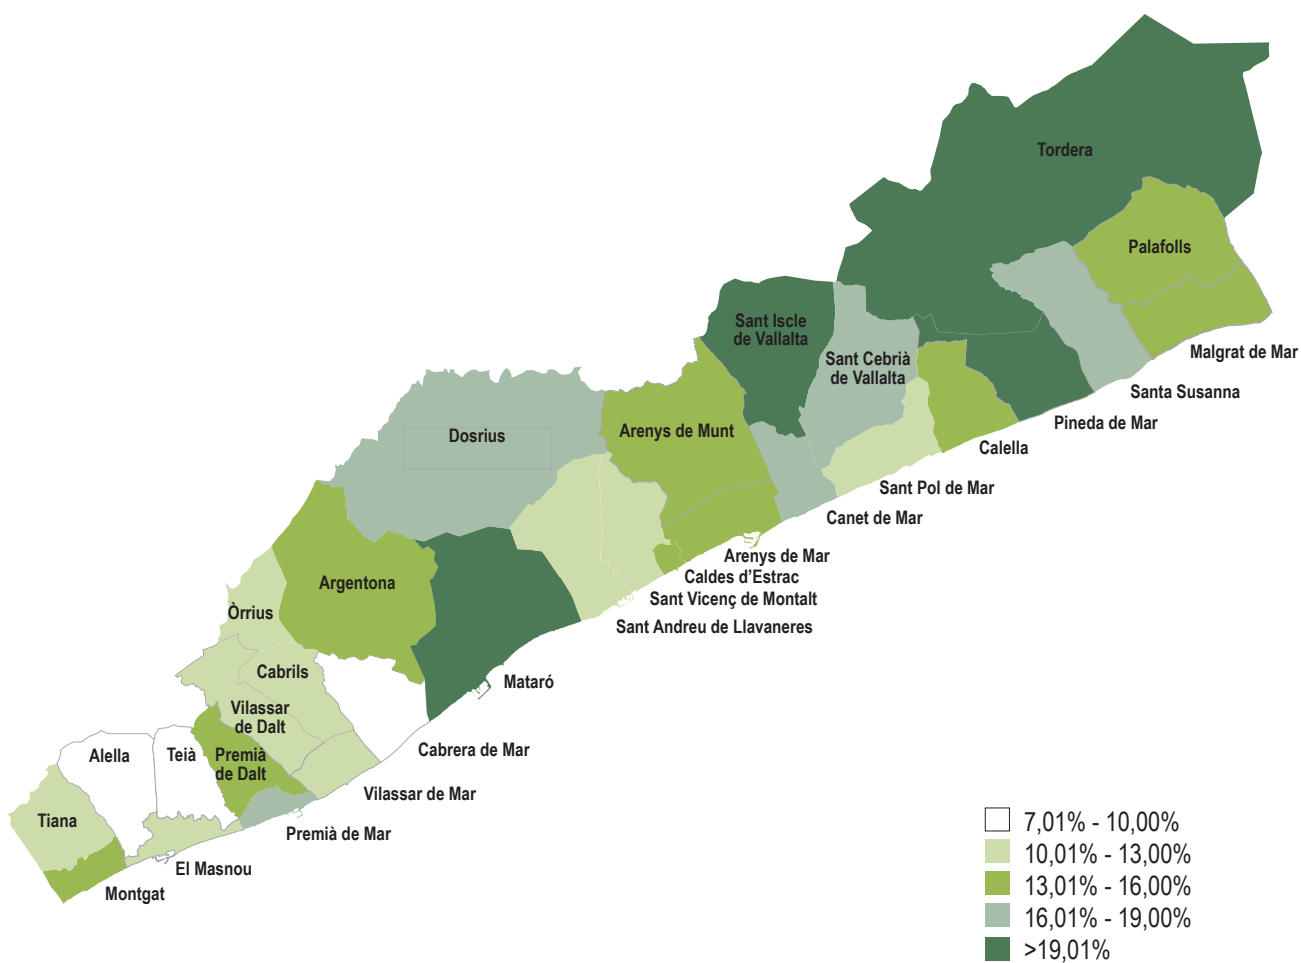 Tordera
Palafolls
Sant Iscle
de Vallalta
Sant Cebrià
de Vallalta
Malgrat de Mar
Santa Susanna
Pineda de Mar
Dosrius
Arenys de Munt
Calella
Sant Pol de Mar
Canet de Mar
Arenys de Mar
Caldes d'Estrac
Argentona
Sant Vicenç de Montalt
Òrrius
Sant Andreu de Llavaneres
Cabrils
Mataró
Vilassar
de Dalt
Cabrera de Mar
Alella
Teià
Premià
de Dalt
Vilassar de Mar
Tiana
Premià de Mar
El Masnou
Montgat
7,01% - 10,00%
10,01% - 13,00%
13,01% - 16,00%
16,01% - 19,00%
>19,01%